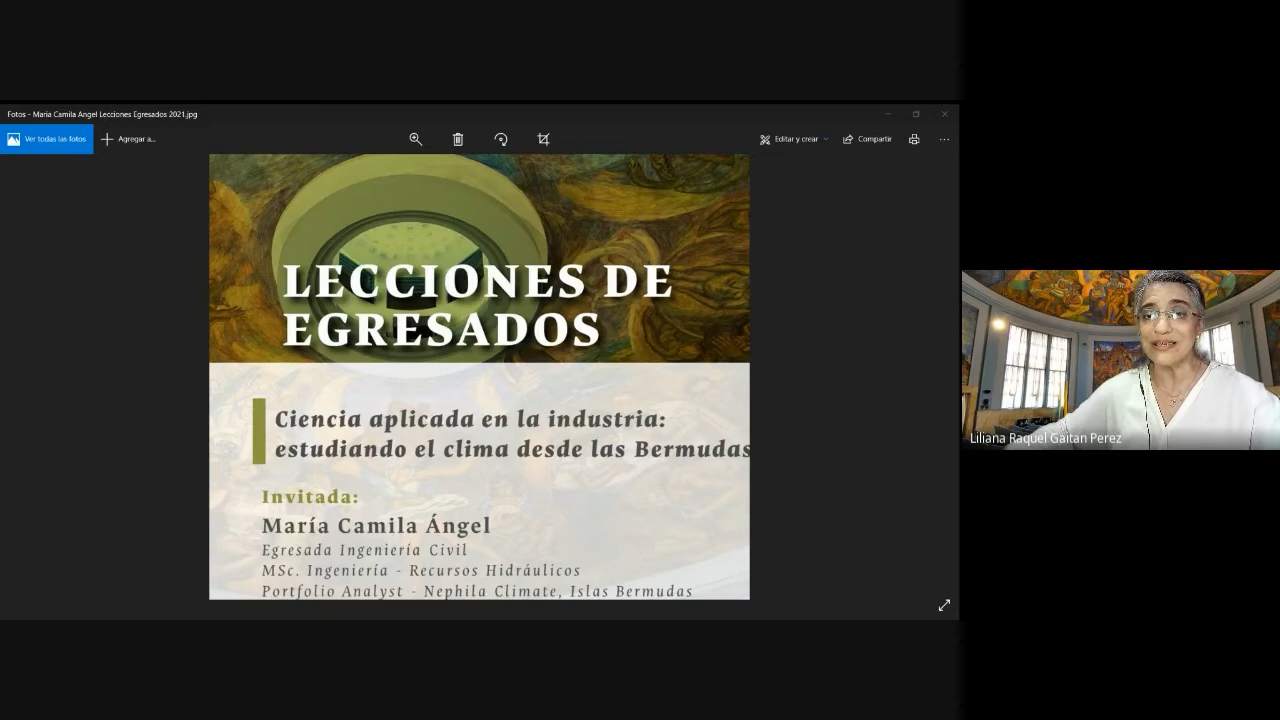 Fotos - Maria Camila Angel Lecciones Egresados 2021.jpg
Ver todas las fotos
Agregar a...
Editar y crear
Compartir
LECCIONES DE
EGRESADOS
Ciencia aplicada en la industria:
estudiando el clima desde las Bermudas
Invitada:
María Camila Ángel
Egresada Ingeniería Civil
MSc. Ingeniería - Recursos Hidráulicos
Portfolio Analyst - Nephila Climate, Islas Bermudas
Liliana Raquel Gaitan Perez